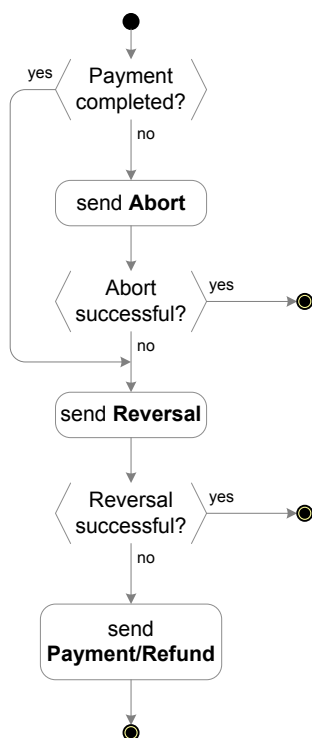 yes
Payment
completed?
no
send Abort
Abort
successful?
yes
no
send Reversal
Reversal
successful?
yes
no
send
Payment/Refund